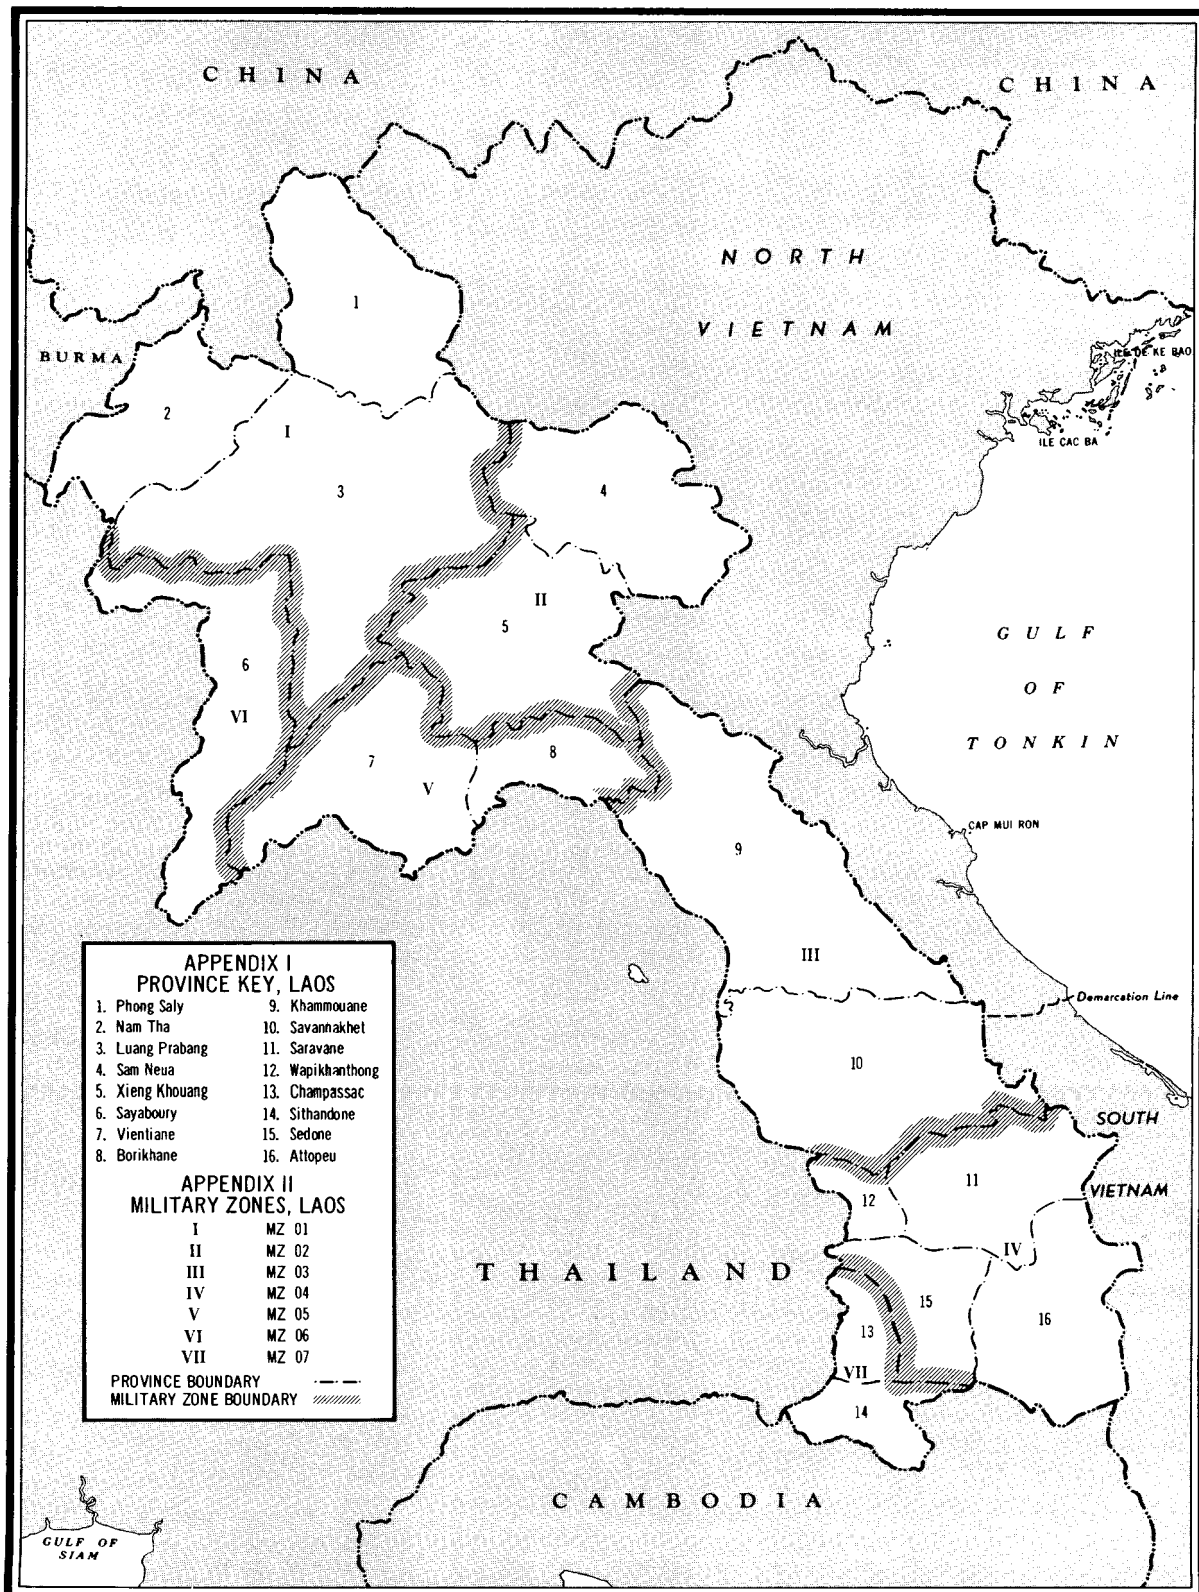 CHINA
CHINA
NORTH
VIETNAM
1
BURMA
ILE DE KE BAO
2
I
ILE CAC BA
3
4
II
5
GULF
OF
TONKIN
6
VI
7
8
V
CAP MUI RON
9
III
Demarcation Line
10
SOUTH
VIETNAM
11
12
IV
THAILAND
15
13
16
VII
14
CAMBODIA
GULF OF
SIAM
APPENDIX I
PROVINCE KEY, LAOS
1. Phong Saly
2. Nam Tha
3. Luang Prabang
4. Sam Neua
5. Xieng Khouang
6. Sayaboury
7. Vientiane
8. Borikhane
9. Khammouane
10. Savannakhet
11. Saravane
12. Wapikhanthong
13. Champassac
14. Sithandone
15. Sedone
16. Attopeu
APPENDIX II
MILITARY ZONES, LAOS
I MZ 01
II MZ 02
III MZ 03
IV MZ 04
V MZ 05
VI MZ 06
VII MZ 07
PROVINCE BOUNDARY
MILITARY ZONE BOUNDARY